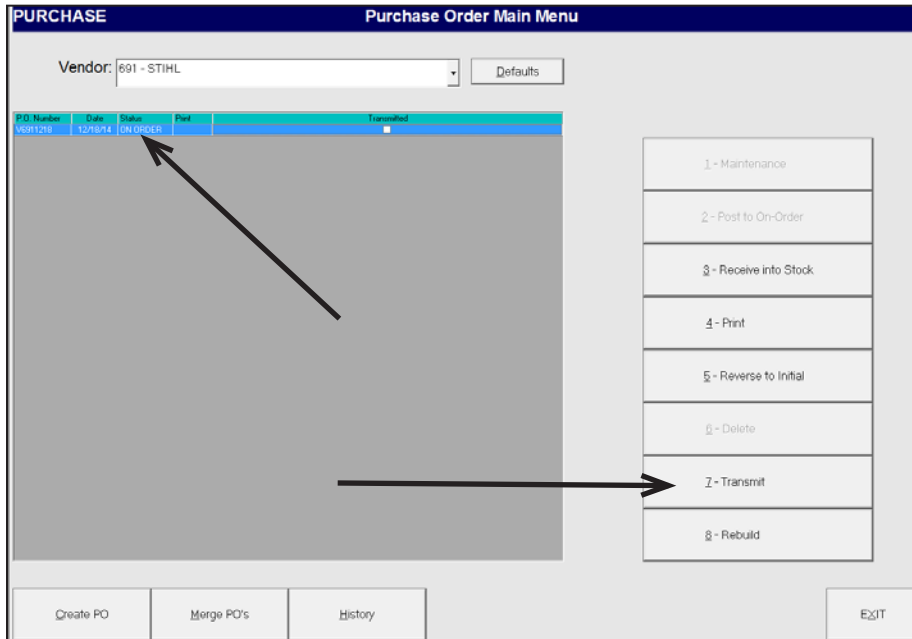 PURCHASE Purchase Order Main Menu
Vendor: 691 - STIHL Defaults
P.O. Number Date Status Print Transmitted
V6911218 12/18/14 ON ORDER
1 - Maintenance
2 - Post to On-Order
3 - Receive into Stock
4 - Print
5 - Reverse to Initial
6 - Delete
7 - Transmit
8 - Rebuild
Create PO Merge PO's History EXIT